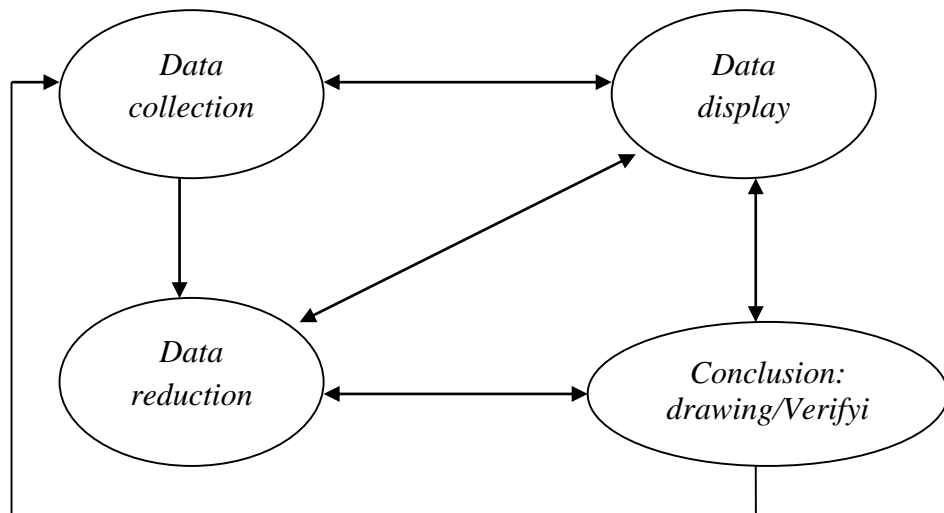 Data
collection
Data
display
Data
reduction
Conclusion:
drawing/Verifyi